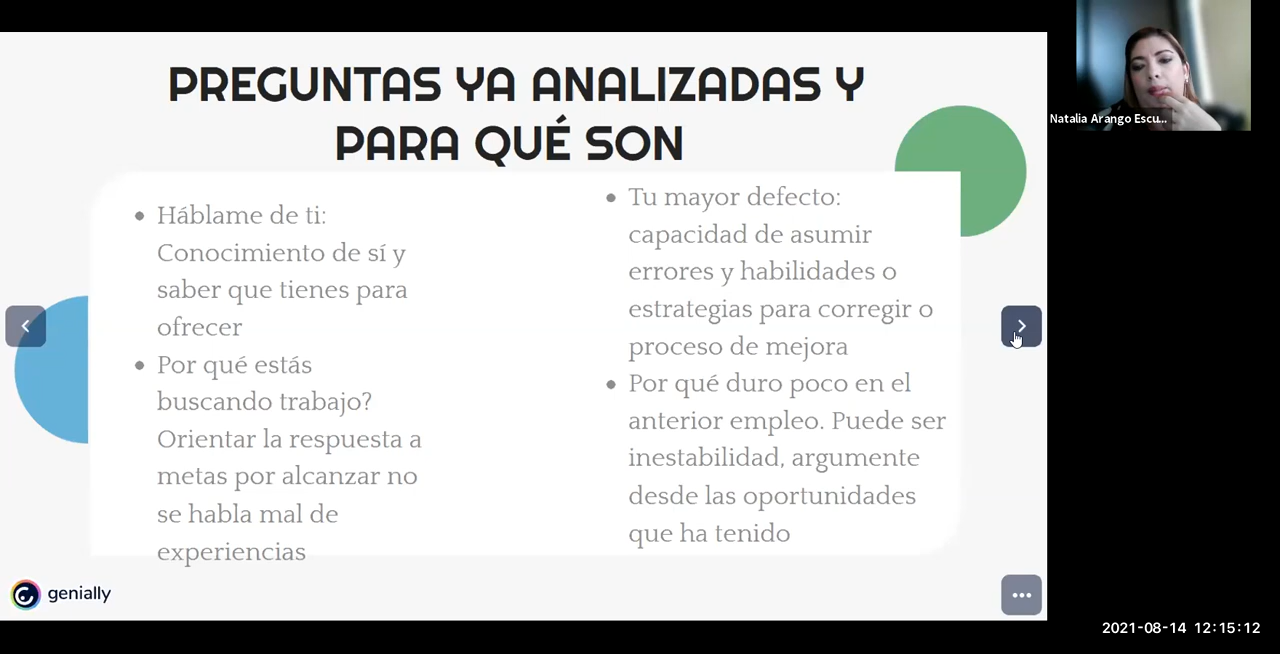 PREGUNTAS YA ANALIZADAS Y
PARA QUÉ SON
Háblame de ti:
Conocimiento de sí y
saber que tienes para
ofrecer
Por qué estás
buscando trabajo?
Orientar la respuesta a
metas por alcanzar no
se habla mal de
experiencias
Tu mayor defecto:
capacidad de asumir
errores y habilidades o
estrategias para corregir o
proceso de mejora
Por qué duro poco en el
anterior empleo. Puede ser
inestabilidad, argumente
desde las oportunidades
que ha tenido
genially
Natalia Arango Escu...
2021-08-14 12:15:12